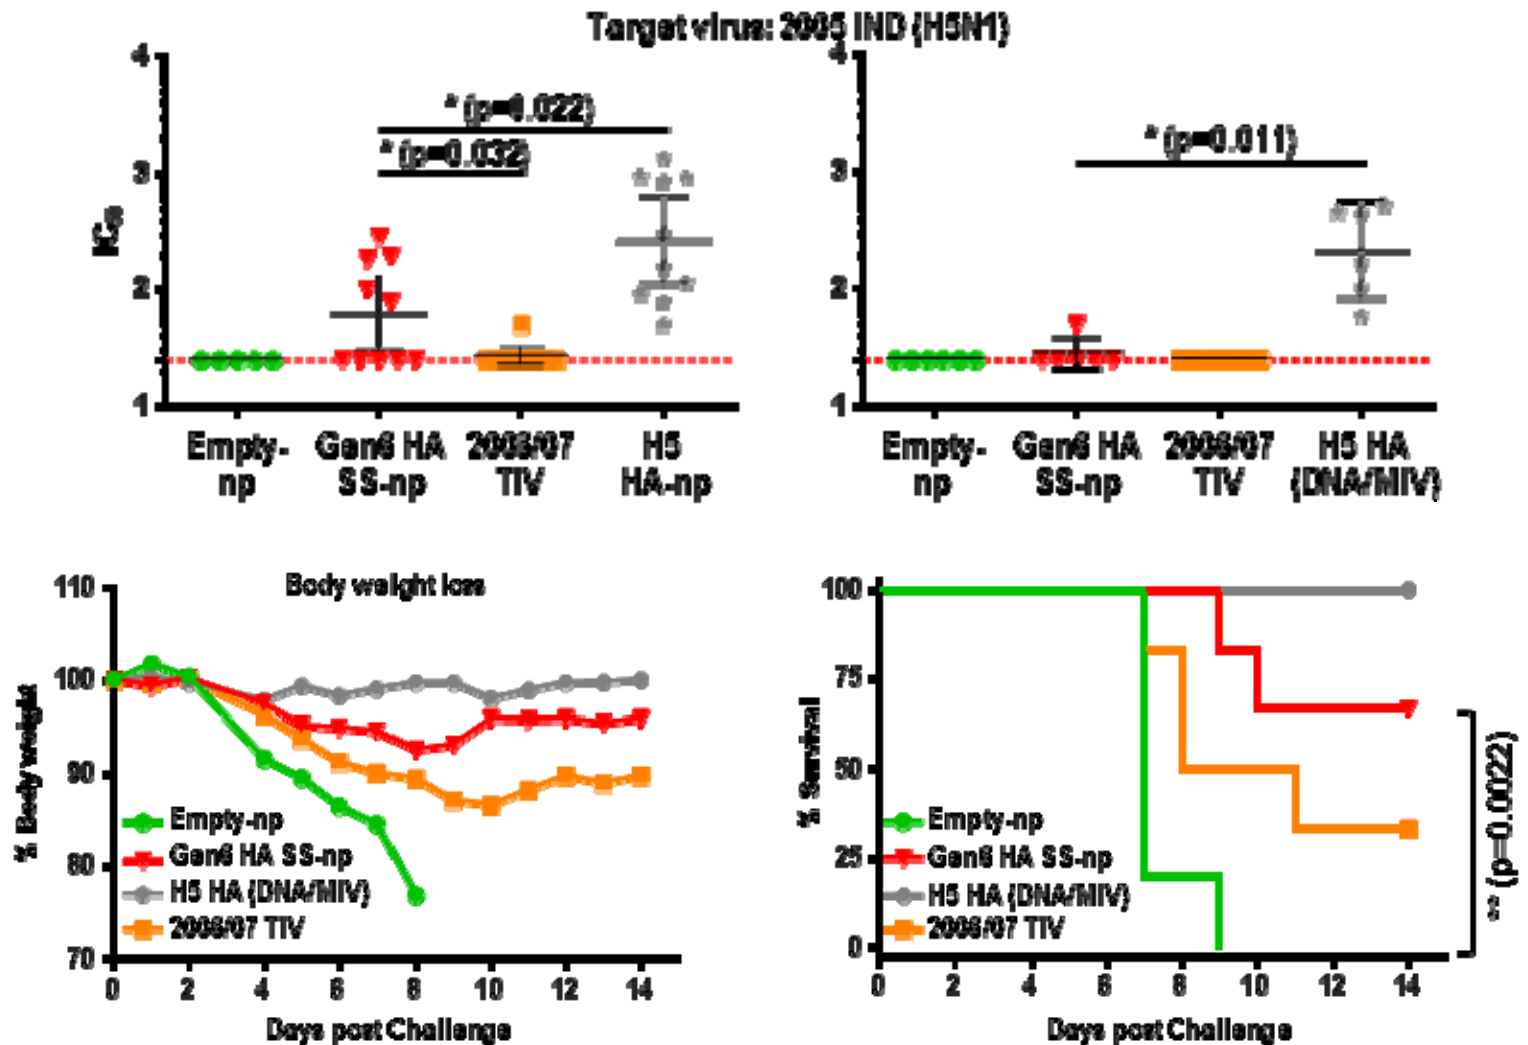 Target virus: 2005 IND (H5N1)
4
3
2
1
* (p=0.022)
* (p=0.032)
Empty-
np
Gen6 HA
SS-np
2006/07
TIV
H5
HA-np
4
3
2
1
* (p=0.011)
Empty-
np
Gen6 HA
SS-np
2006/07
TIV
H5 HA
(DNA/MIV)
Body weight loss
% Body weight
110
100
90
80
70
Empty-np
Gen6 HA SS-np
H5 HA (DNA/MIV)
2006/07 TIV
0 2 4 6 8 10 12 14
Days post Challenge
% Survival
100
75
50
25
0
Empty-np
Gen6 HA SS-np
H5 HA (DNA/MIV)
2006/07 TIV
(p=0.0022)
0 2 4 6 8 10 12 14
Days post Challenge